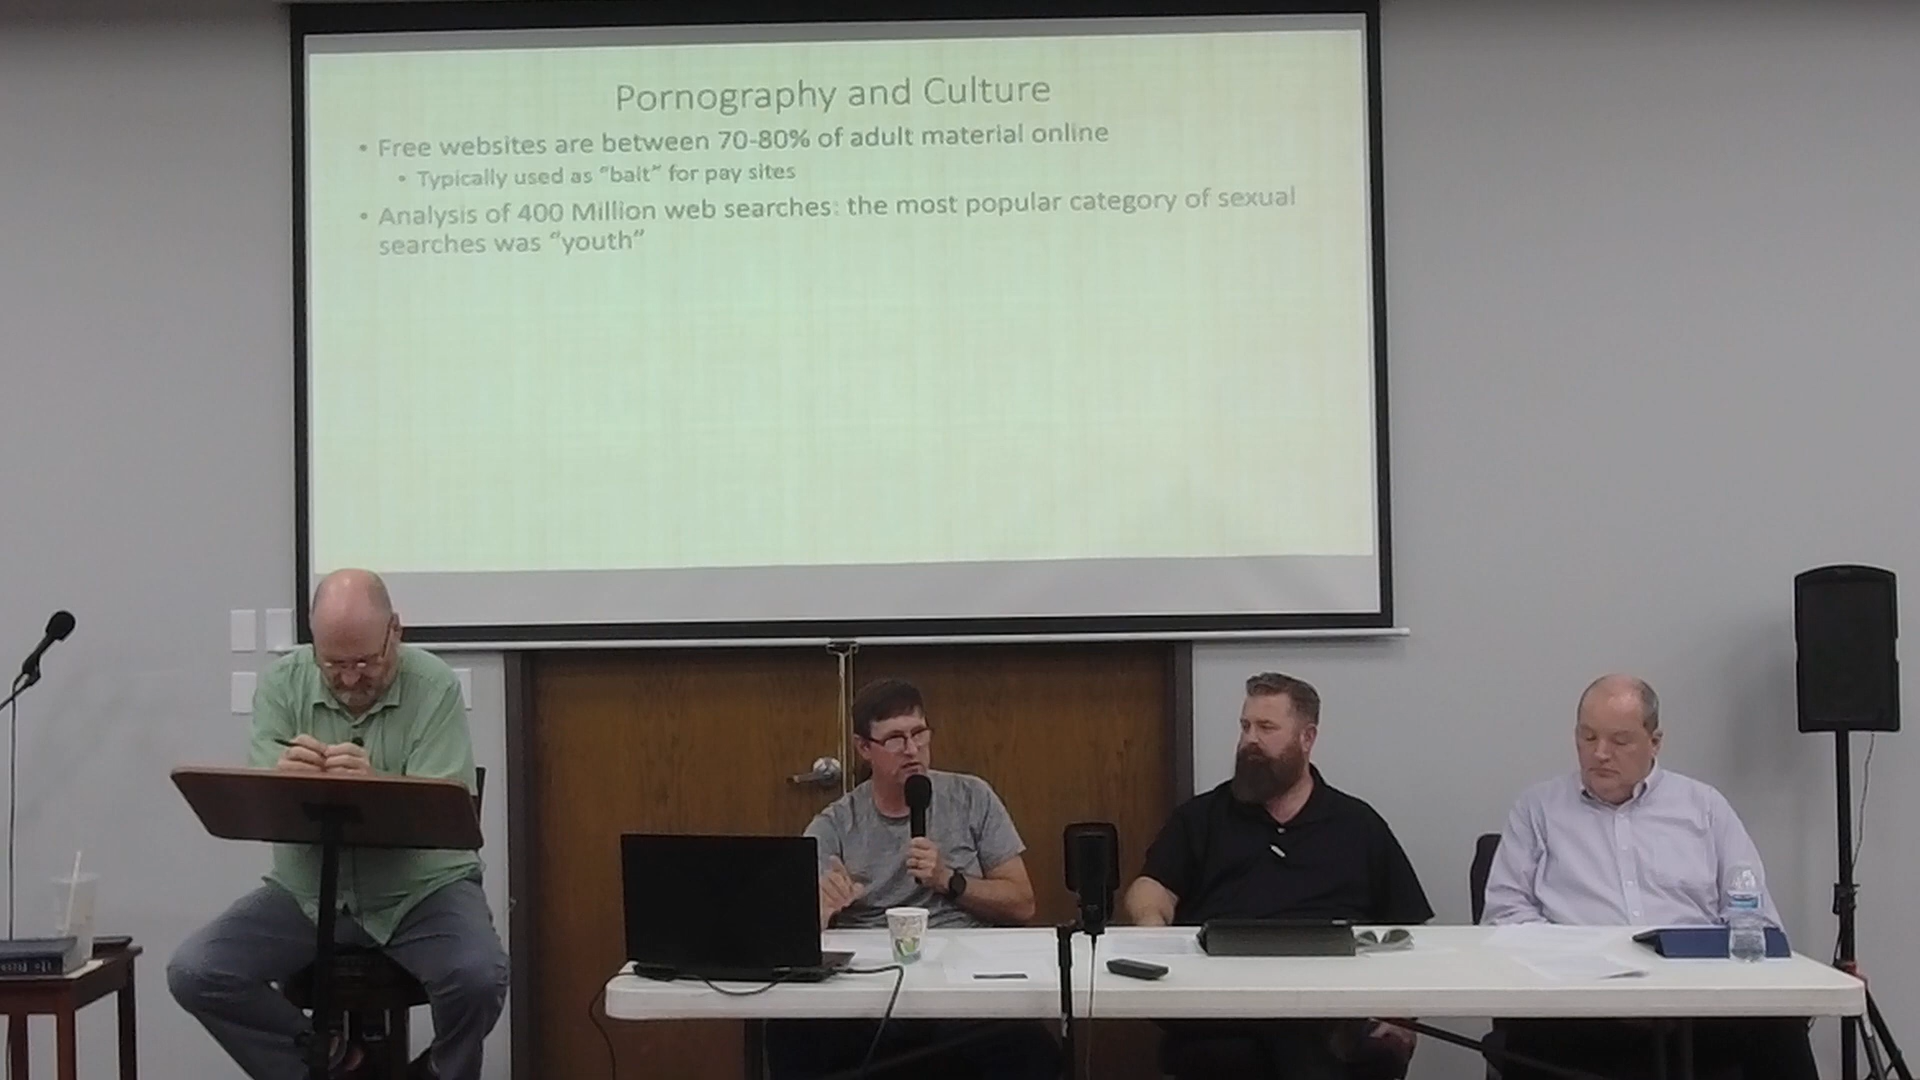 Pornography and Culture
• Free websites are between 70-80% of adult material online
• Typically used as “bait” for pay sites
• Analysis of 400 Million web searches: the most popular category of sexual
searches was “youth”